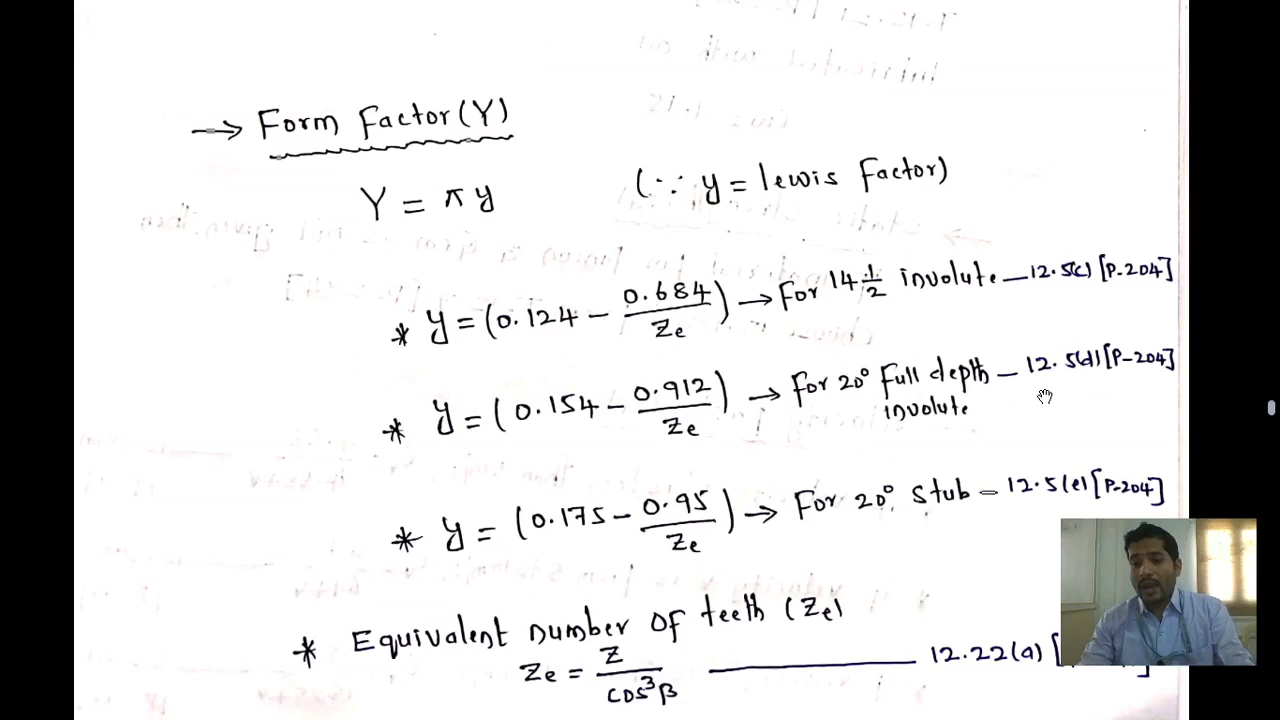 → Form Factor (Y)
Y = π y (∵ y = lewis Factor)
* y = (0.124 - 0.684/Ze) → For 14 1/2 involute — 12.5(c) [P-204]
* y = (0.154 - 0.912/Ze) → For 20° Full depth — 12.5(d) [P-204]
involute
* y = (0.175 - 0.95/Ze) → For 20° stub — 12.5(e) [P-204]
* Equivalent number of teeth (Ze)
Ze = Z/cos³β — 12.22(a) [